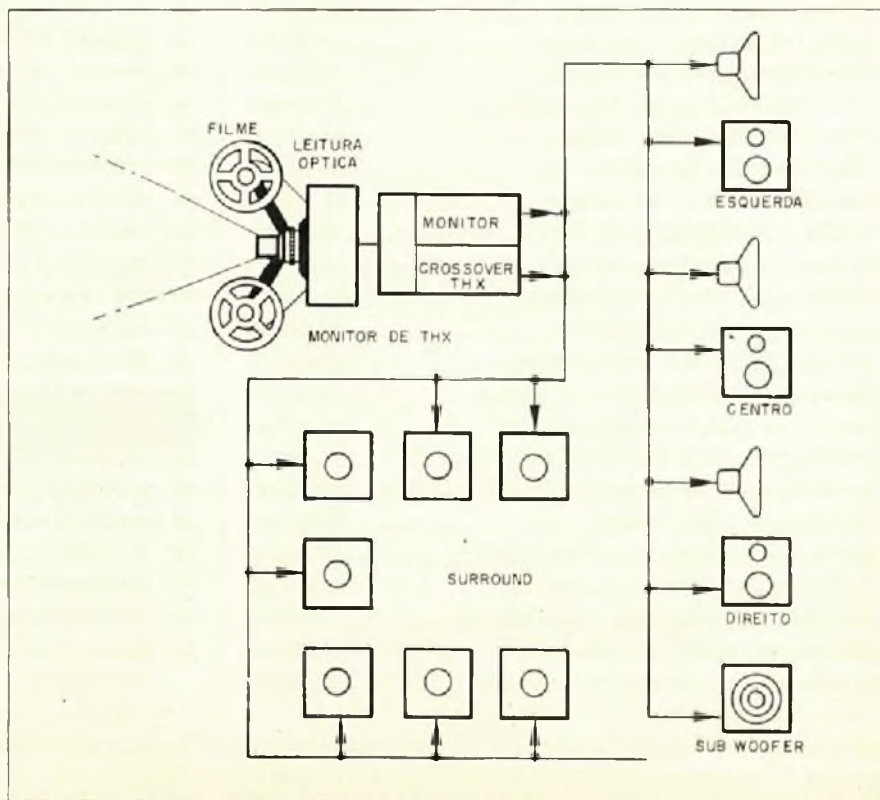 FILME
LEITURA
OPTICA
MONITOR
CROSSOVER
THX
MONITOR DE THX
ESQUERDA
CENTRO
SURROUND
DIREITO
SUB WOOFER